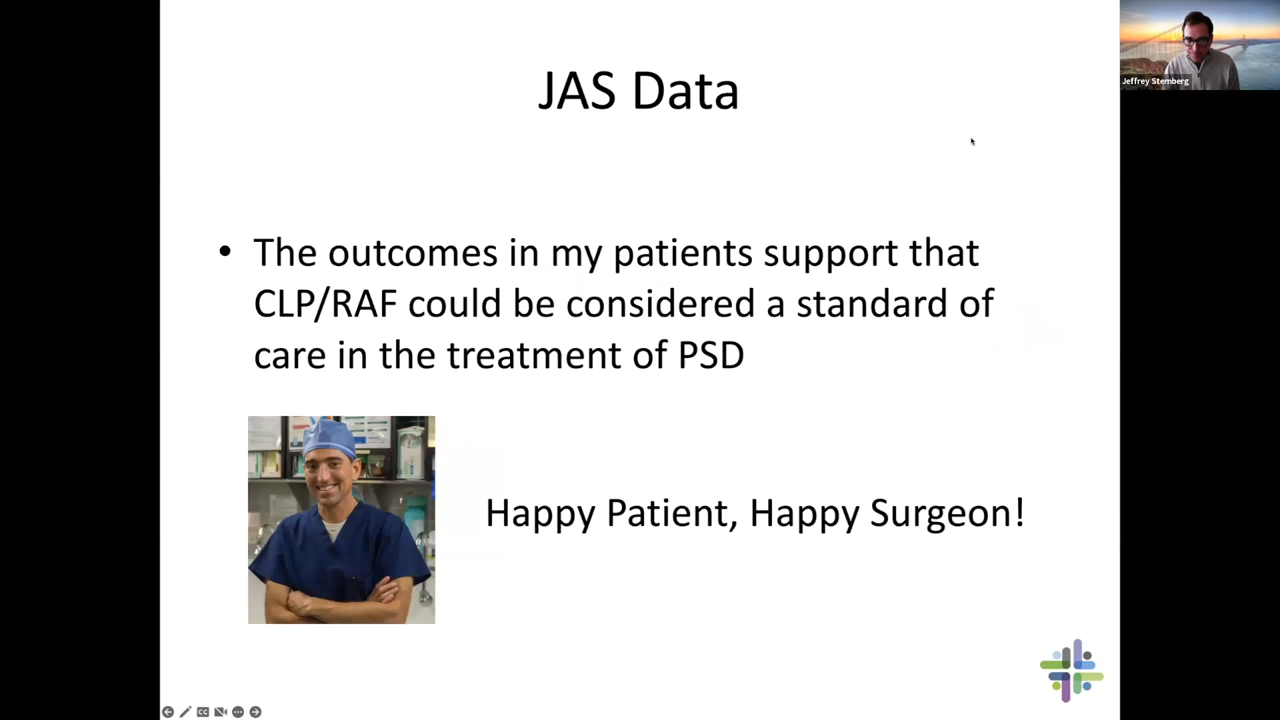 JAS Data
Jeffrey Sternberg
• The outcomes in my patients support that
CLP/RAF could be considered a standard of
care in the treatment of PSD
Happy Patient, Happy Surgeon!